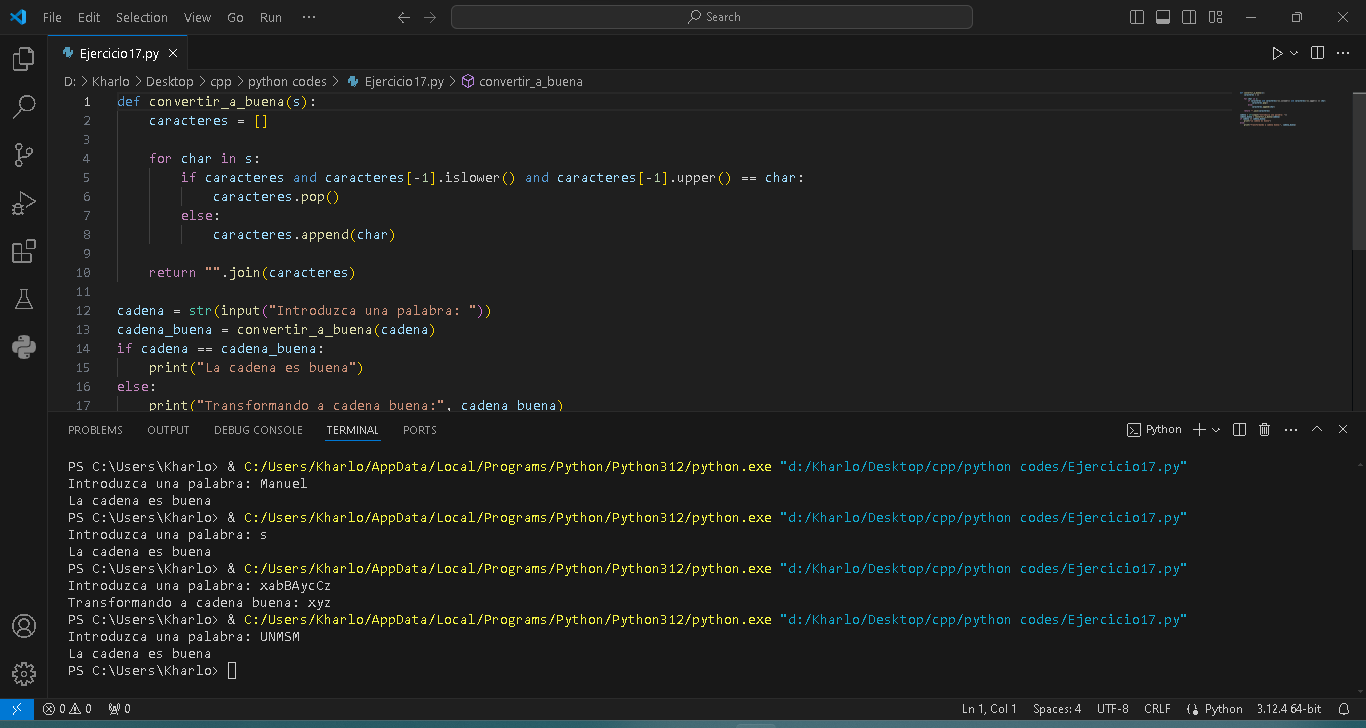 File Edit Selection View Go Run ··· Search
Ejercicio17.py
D: > Kharlo > Desktop > cpp > python codes > Ejercicio17.py > convertir_a_buena
1 def convertir_a_buena(s):
2 caracteres = []
3
4 for char in s:
5 if caracteres and caracteres[-1].islower() and caracteres[-1].upper() == char:
6 caracteres.pop()
7 else:
8 caracteres.append(char)
9
10 return "".join(caracteres)
11
12 cadena = str(input("Introduzca una palabra: "))
13 cadena_buena = convertir_a_buena(cadena)
14 if cadena == cadena_buena:
15 print("La cadena es buena")
16 else:
17 print("Transformando a cadena buena:", cadena_buena)
PROBLEMS OUTPUT DEBUG CONSOLE TERMINAL PORTS Python
PS C:\Users\Kharlo> & C:/Users/Kharlo/AppData/Local/Programs/Python/Python312/python.exe "d:/Kharlo/Desktop/cpp/python codes/Ejercicio17.py"
Introduzca una palabra: Manuel
La cadena es buena
PS C:\Users\Kharlo> & C:/Users/Kharlo/AppData/Local/Programs/Python/Python312/python.exe "d:/Kharlo/Desktop/cpp/python codes/Ejercicio17.py"
Introduzca una palabra: s
La cadena es buena
PS C:\Users\Kharlo> & C:/Users/Kharlo/AppData/Local/Programs/Python/Python312/python.exe "d:/Kharlo/Desktop/cpp/python codes/Ejercicio17.py"
Introduzca una palabra: xabBAycCz
Transformando a cadena buena: xyz
PS C:\Users\Kharlo> & C:/Users/Kharlo/AppData/Local/Programs/Python/Python312/python.exe "d:/Kharlo/Desktop/cpp/python codes/Ejercicio17.py"
Introduzca una palabra: UNMSM
La cadena es buena
PS C:\Users\Kharlo>
0 0 0 Ln 1, Col 1 Spaces: 4 UTF-8 CRLF Python 3.12.4 64-bit